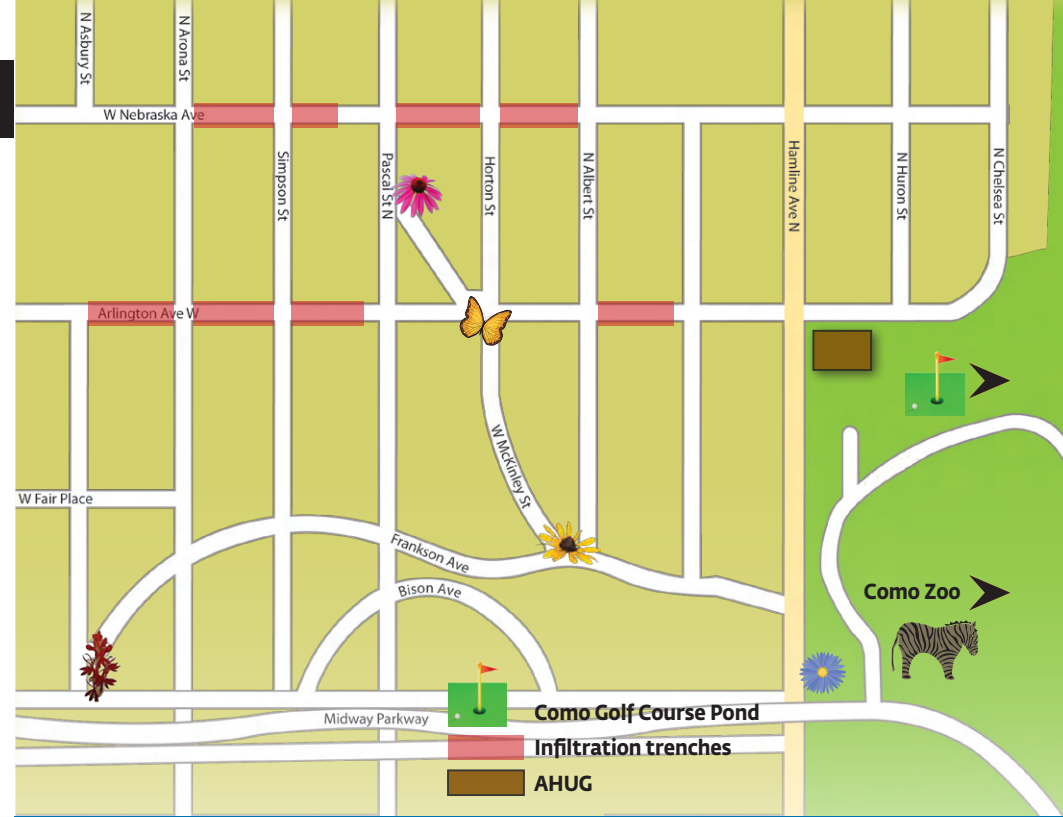 N Asbury St
N Arona St
W Nebraska Ave
Simpson St
Pascal St N
Horton St
N Albert St
Hamline Ave N
N Huron St
N Chelsea St
Arlington Ave W
W McKinley St
W Fair Place
Frankson Ave
Bison Ave
Como Zoo
Midway Parkway
Como Golf Course Pond
Infiltration trenches
AHUG